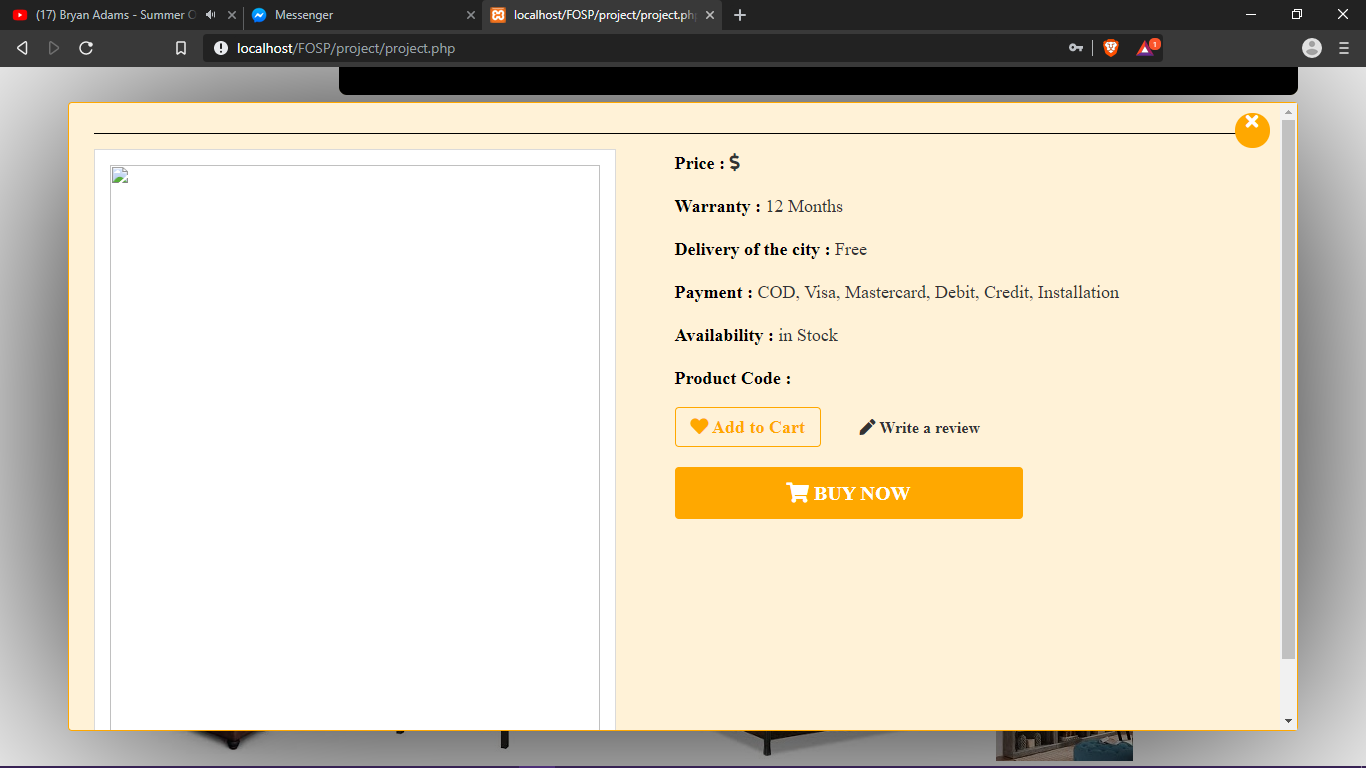 (17) Bryan Adams - Summer O
Messenger
localhost/FOSP/project/project.ph
localhost/FOSP/project/project.php
1
Price : $
Warranty : 12 Months
Delivery of the city : Free
Payment : COD, Visa, Mastercard, Debit, Credit, Installation
Availability : in Stock
Product Code :
Add to Cart
Write a review
BUY NOW